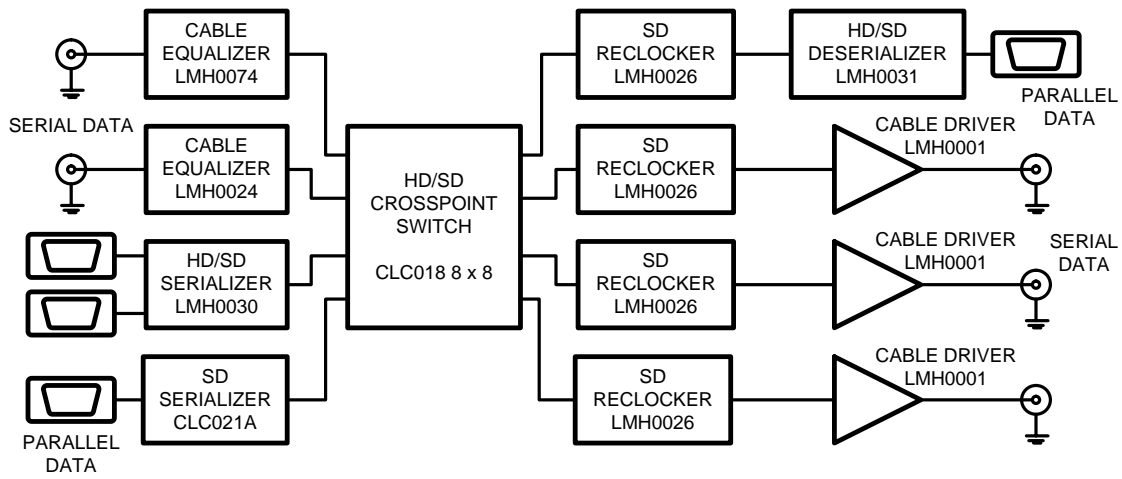 CABLE
EQUALIZER
LMH0074
SD
RECLOCKER
LMH0026
HD/SD
DESERIALIZER
LMH0031
SERIAL DATA
PARALLEL
DATA
CABLE
EQUALIZER
LMH0024
HD/SD
CROSSPOINT
SWITCH
CLC018 8 x 8
SD
RECLOCKER
LMH0026
CABLE DRIVER
LMH0001
HD/SD
SERIALIZER
LMH0030
SD
RECLOCKER
LMH0026
CABLE DRIVER
LMH0001
SERIAL
DATA
SD
SERIALIZER
CLC021A
SD
RECLOCKER
LMH0026
CABLE DRIVER
LMH0001
PARALLEL
DATA